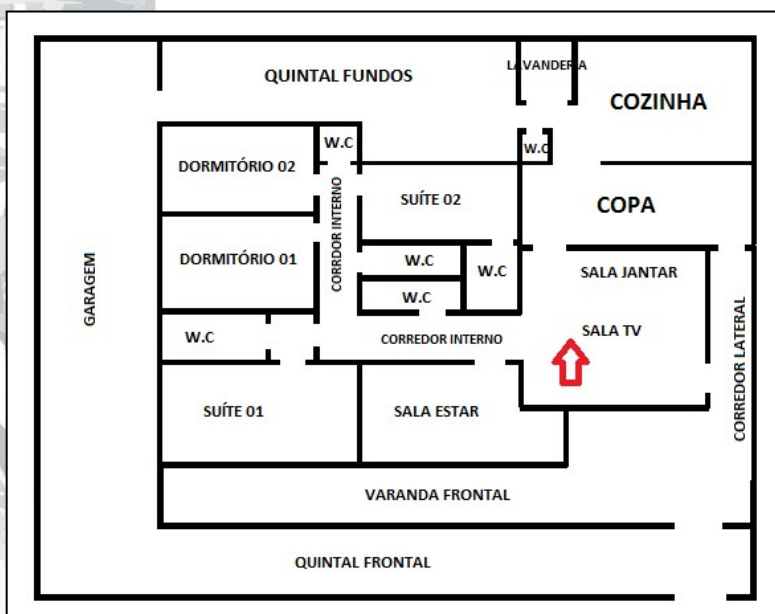 QUINTAL FUNDOS
LAVANDERIA
COZINHA
W.C
W.C
DORMITÓRIO 02
SUÍTE 02
COPA
CORRDOR INTERNO
GARAGEM
DORMITÓRIO 01
W.C
W.C
SALA JANTAR
W.C
W.C
CORREDOR INTERNO
SALA TV
CORREDOR LATERAL
SUÍTE 01
SALA ESTAR
VARANDA FRONTAL
QUINTAL FRONTAL